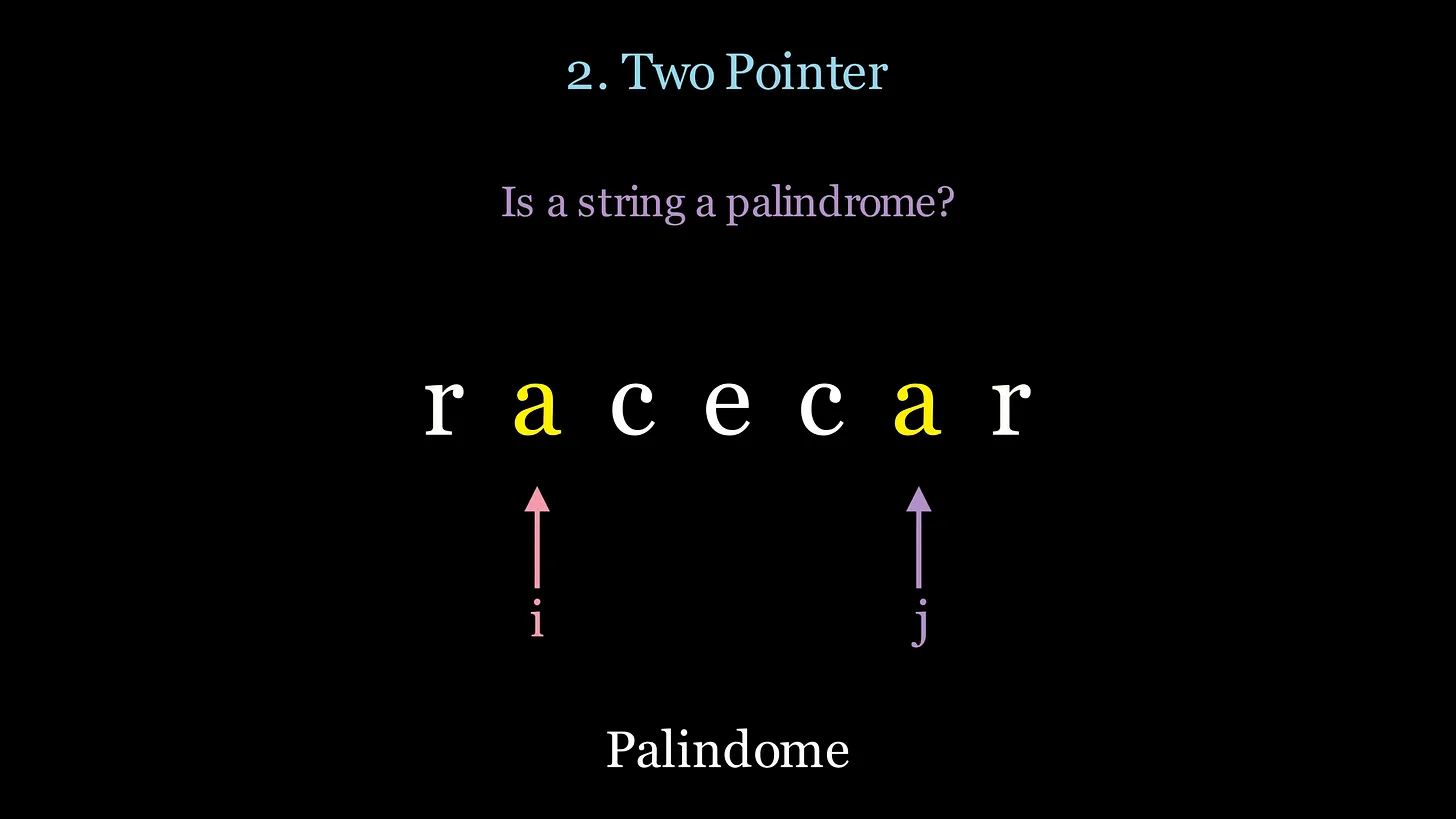 2. Two Pointer
Is a string a palindrome?
r a c e c a r
i j
Palindome